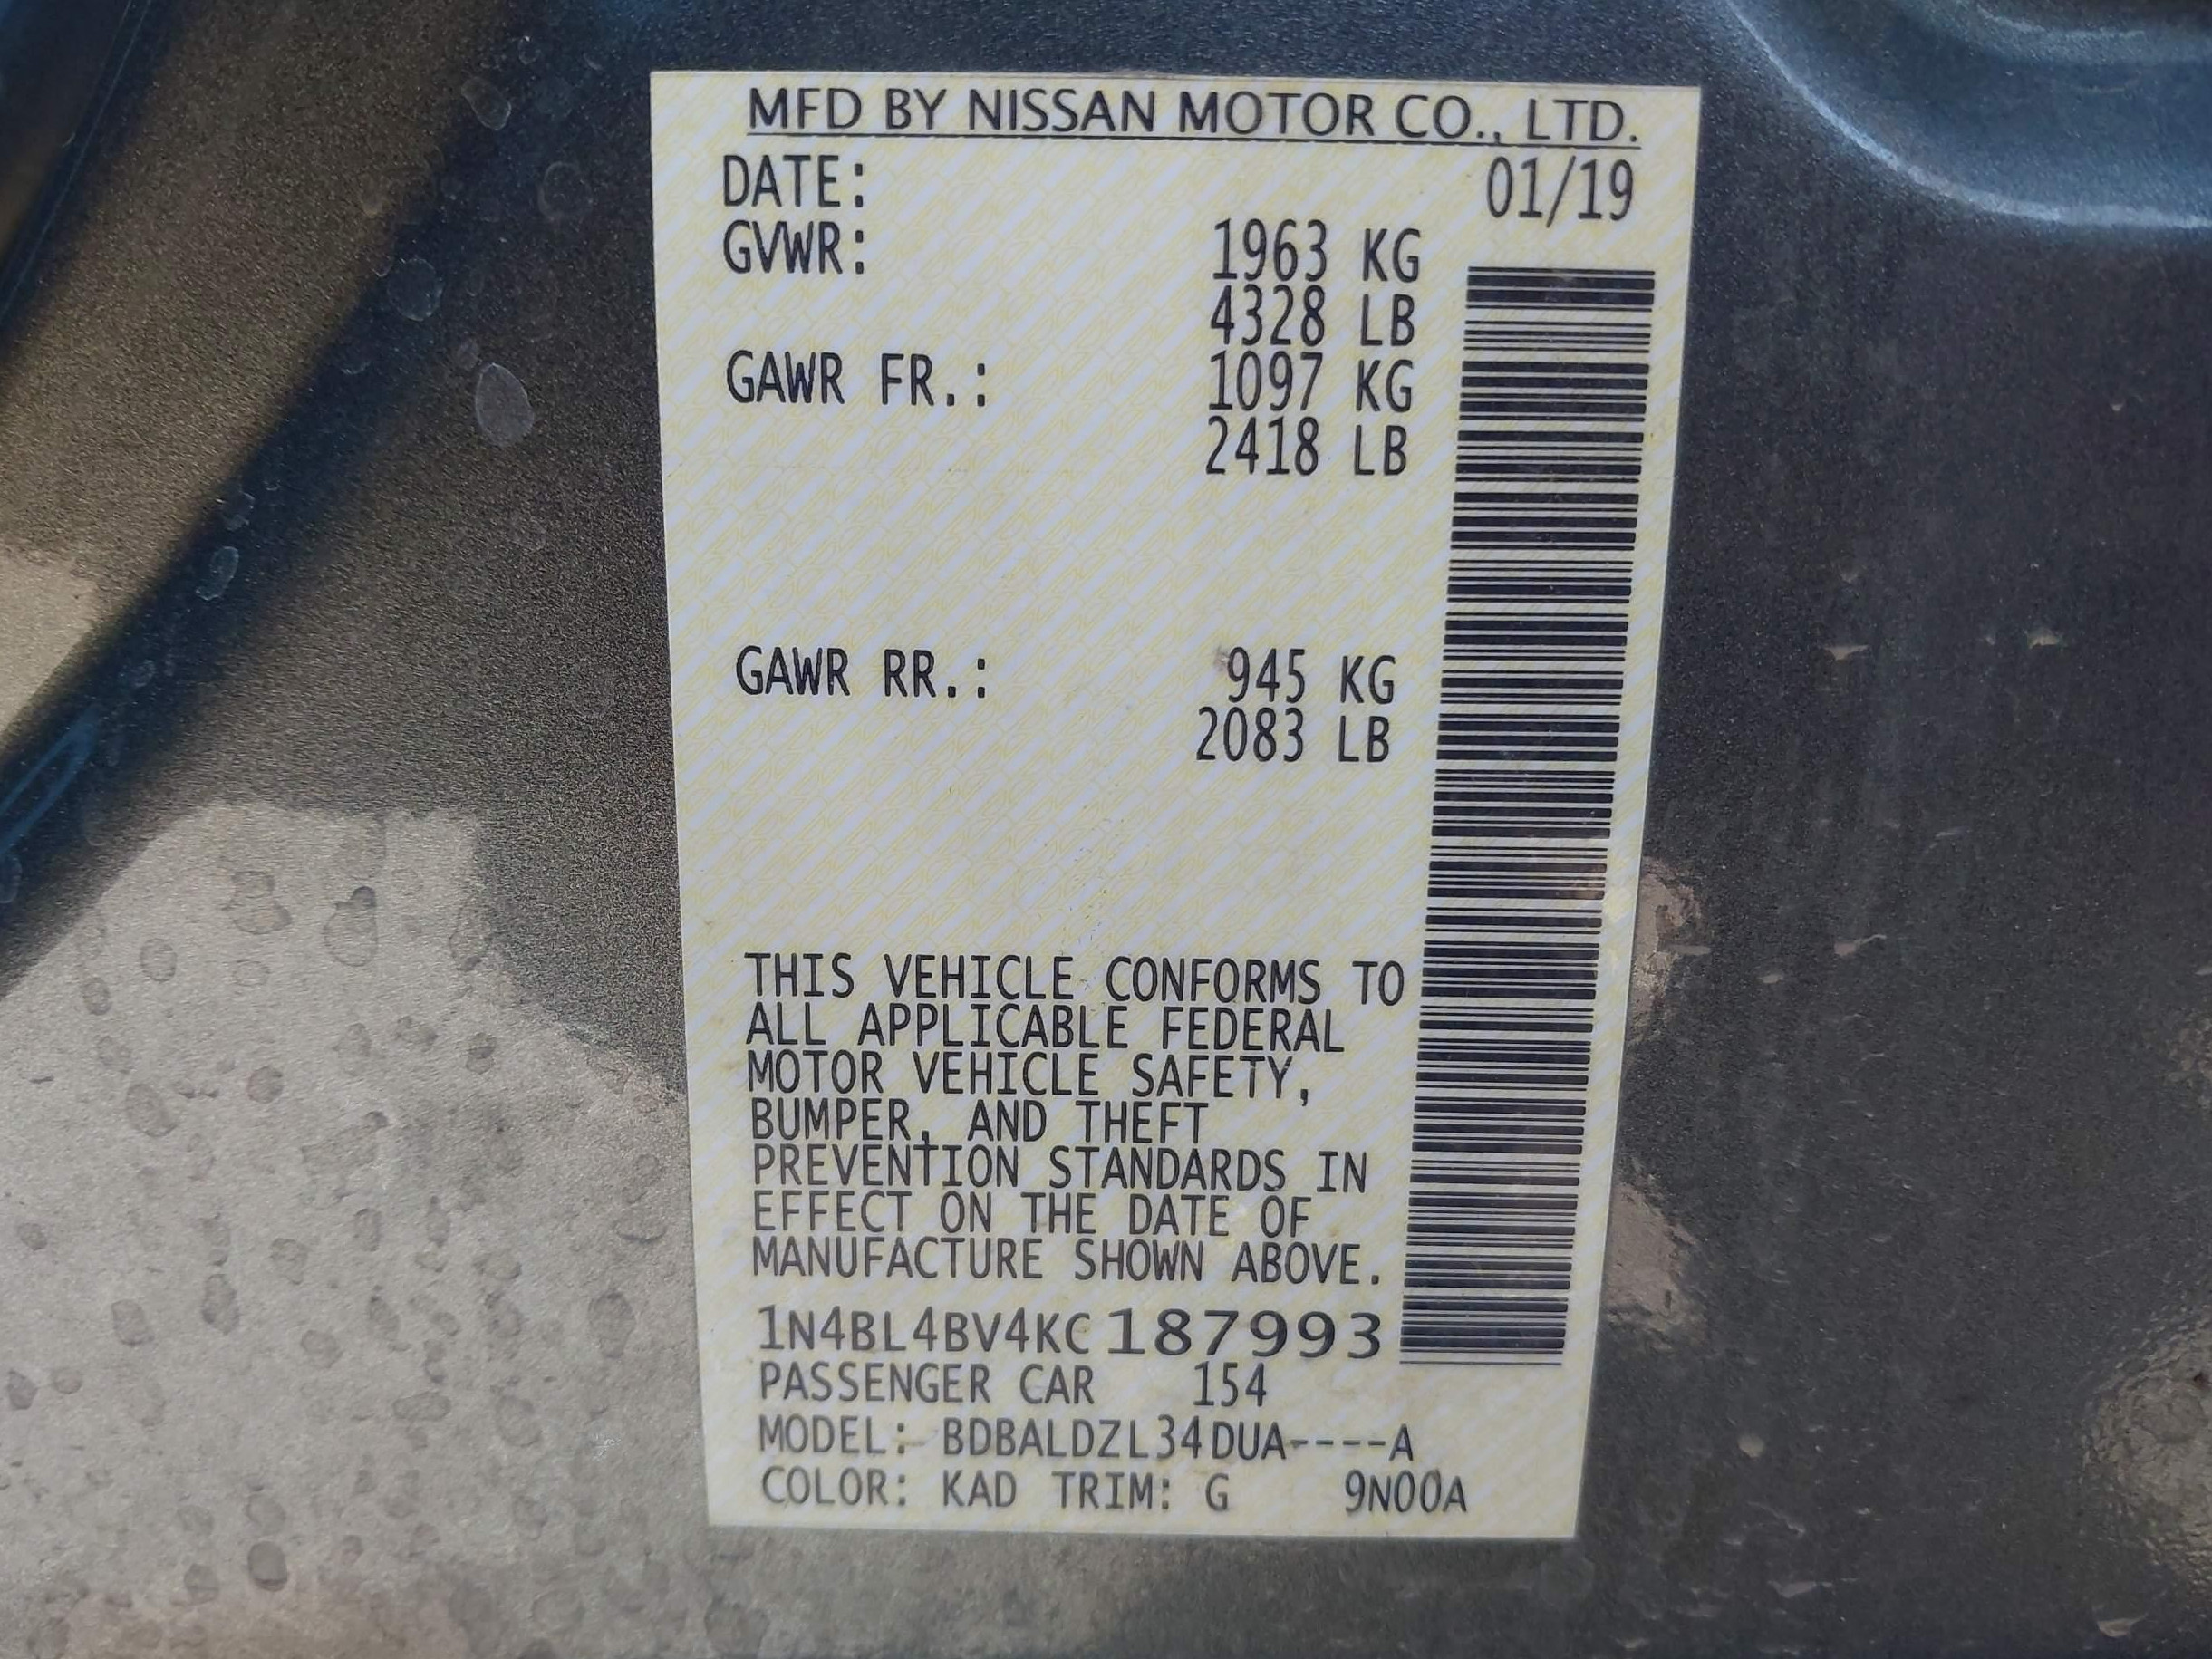 MFD BY NISSAN MOTOR CO., LTD.
DATE: 01/19
GVWR: 1963 KG
4328 LB
GAWR FR.: 1097 KG
2418 LB
GAWR RR.: 945 KG
2083 LB
THIS VEHICLE CONFORMS TO
ALL APPLICABLE FEDERAL
MOTOR VEHICLE SAFETY,
BUMPER, AND THEFT
PREVENTION STANDARDS IN
EFFECT ON THE DATE OF
MANUFACTURE SHOWN ABOVE.
1N4BL4BV4KC187993
PASSENGER CAR 154
MODEL: BDBALDZL34DUA----A
COLOR: KAD TRIM: G 9N00A